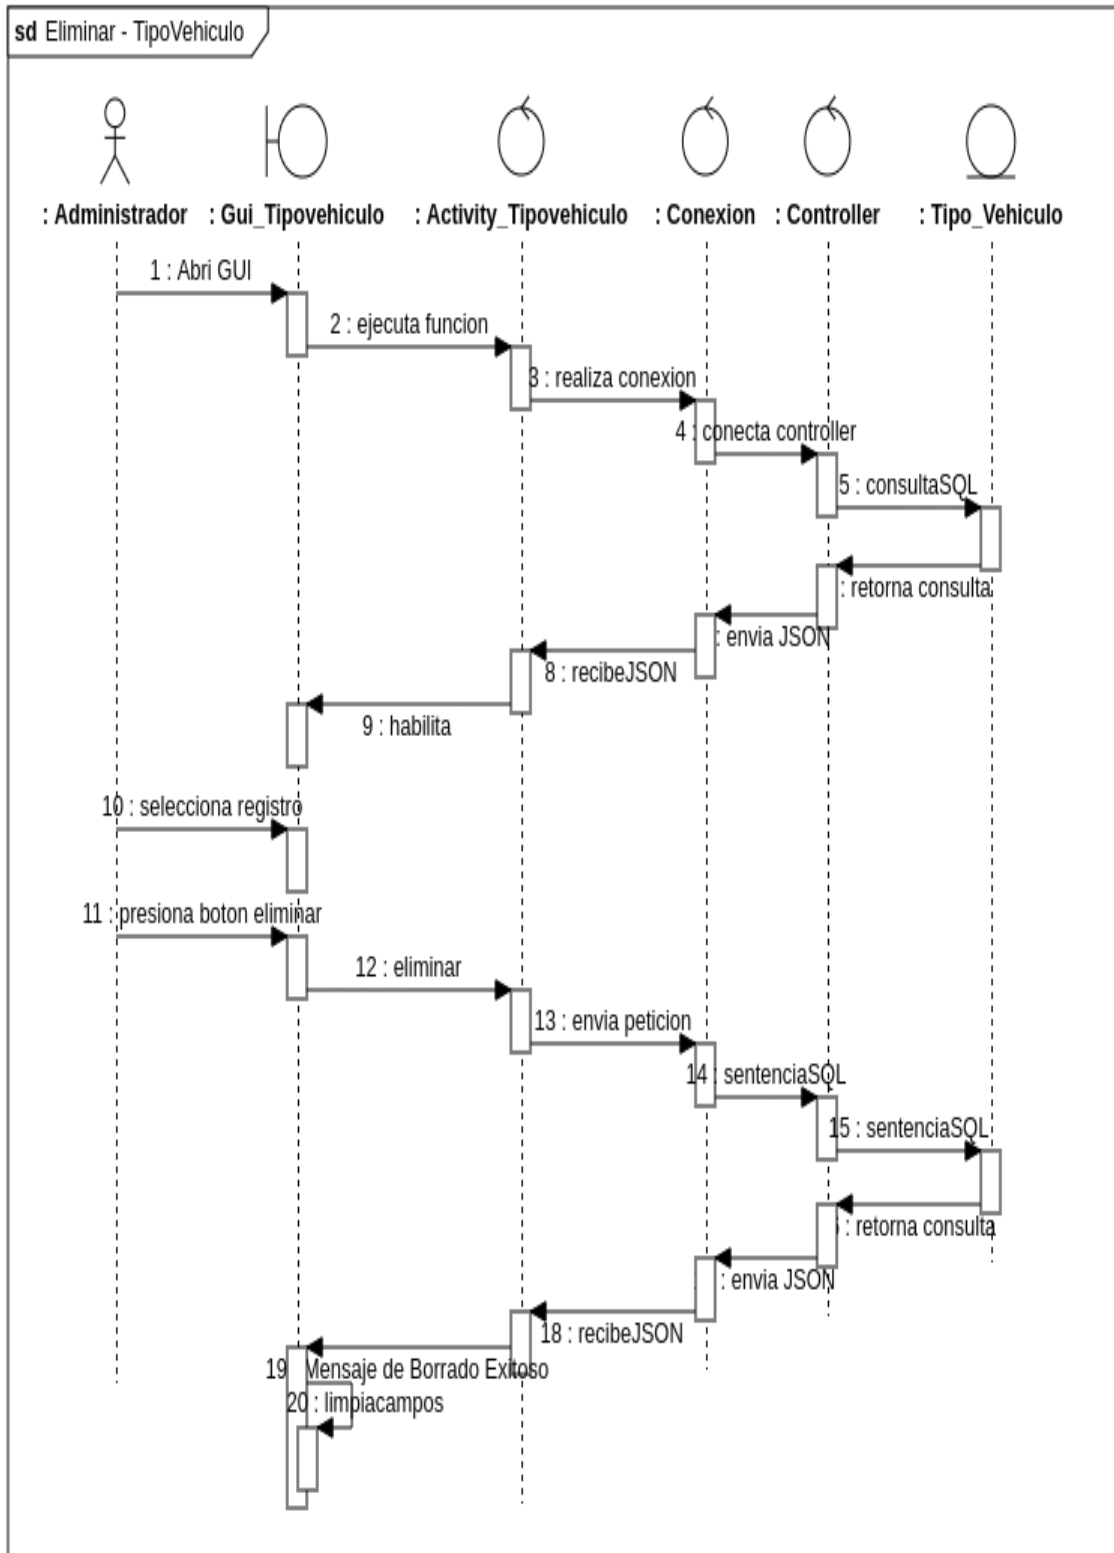 sd Eliminar - TipoVehiculo
: Administrador : Gui_Tipovehiculo : Activity_Tipovehiculo : Conexion : Controller : Tipo_Vehiculo
1 : Abri GUI
2 : ejecuta funcion
3 : realiza conexion
4 : conecta controller
5 : consultaSQL
: retorna consulta
: envia JSON
8 : recibeJSON
9 : habilita
10 : selecciona registro
11 : presiona boton eliminar
12 : eliminar
13 : envia peticion
14 : sentenciaSQL
15 : sentenciaSQL
: retorna consulta
: envia JSON
18 : recibeJSON
19 : Mensaje de Borrado Exitoso
20 : limpiacampos